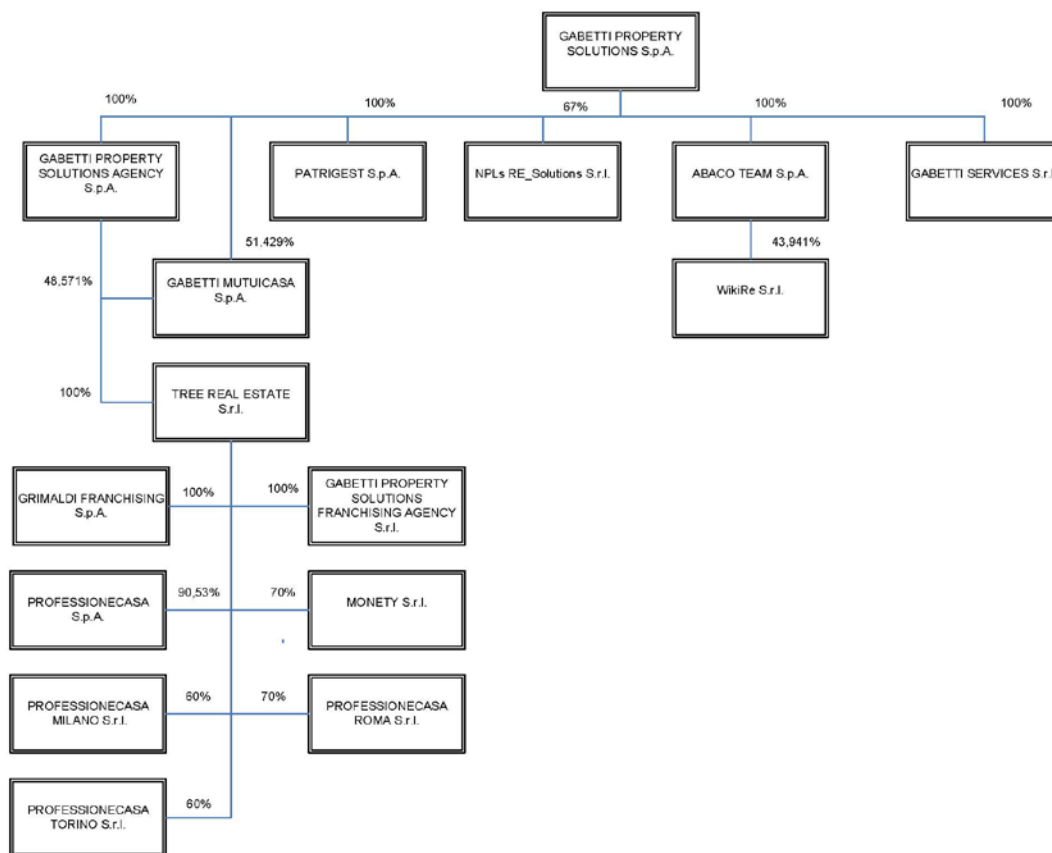 GABETTI PROPERTY
SOLUTIONS S.p.A.
100%
100%
67%
100%
100%
GABETTI PROPERTY
SOLUTIONS AGENCY
S.p.A.
PATRIGEST S.p.A.
NPLs RE_Solutions S.r.l.
ABACO TEAM S.p.A.
GABETTI SERVICES S.r.l.
51,429%
43,941%
48,571%
GABETTI MUTUICASA
S.p.A.
WikiRe S.r.l.
100%
TREE REAL ESTATE
S.r.l.
GRIMALDI FRANCHISING
S.p.A.
100%
100%
GABETTI PROPERTY
SOLUTIONS
FRANCHISING AGENCY
S.r.l.
PROFESSIONECASA
S.p.A.
90,53%
70%
MONETY S.r.l.
PROFESSIONECASA
MILANO S.r.l.
60%
70%
PROFESSIONECASA
ROMA S.r.l.
PROFESSIONECASA
TORINO S.r.l.
60%